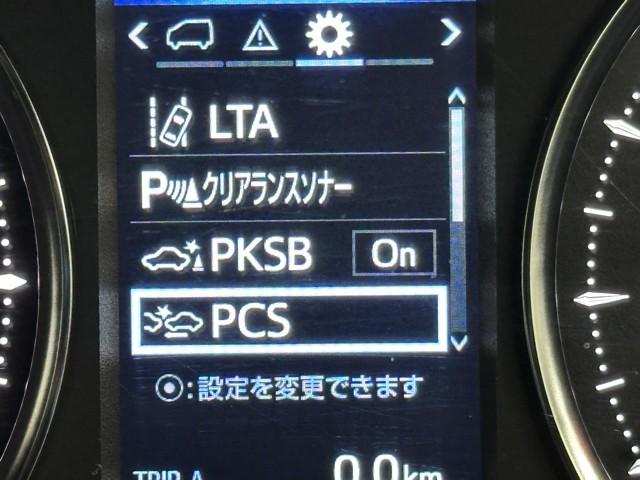 LTA
P クリアランスソナー
PKSB On
PCS
⦿:設定を変更できます
TRIP A 0.0km